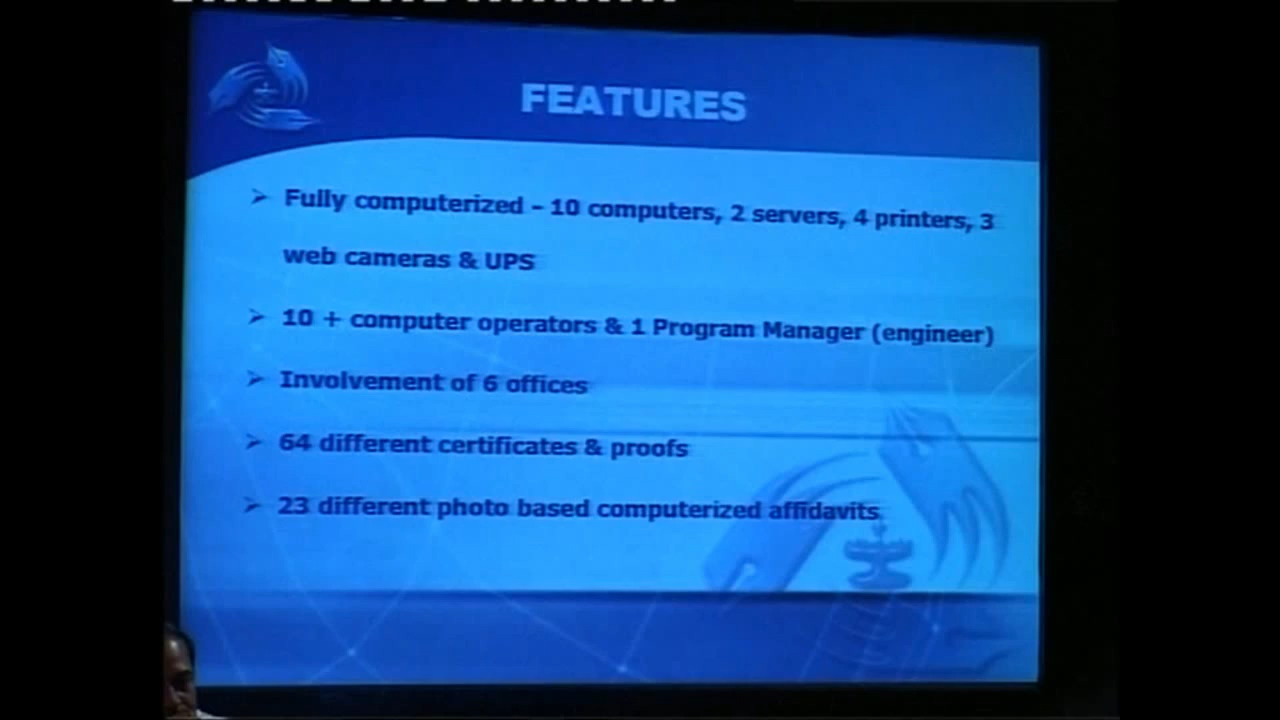 FEATURES
Fully computerized - 10 computers, 2 servers, 4 printers, 3
web cameras & UPS
10 + computer operators & 1 Program Manager (engineer)
Involvement of 6 offices
64 different certificates & proofs
23 different photo based computerized affidavits